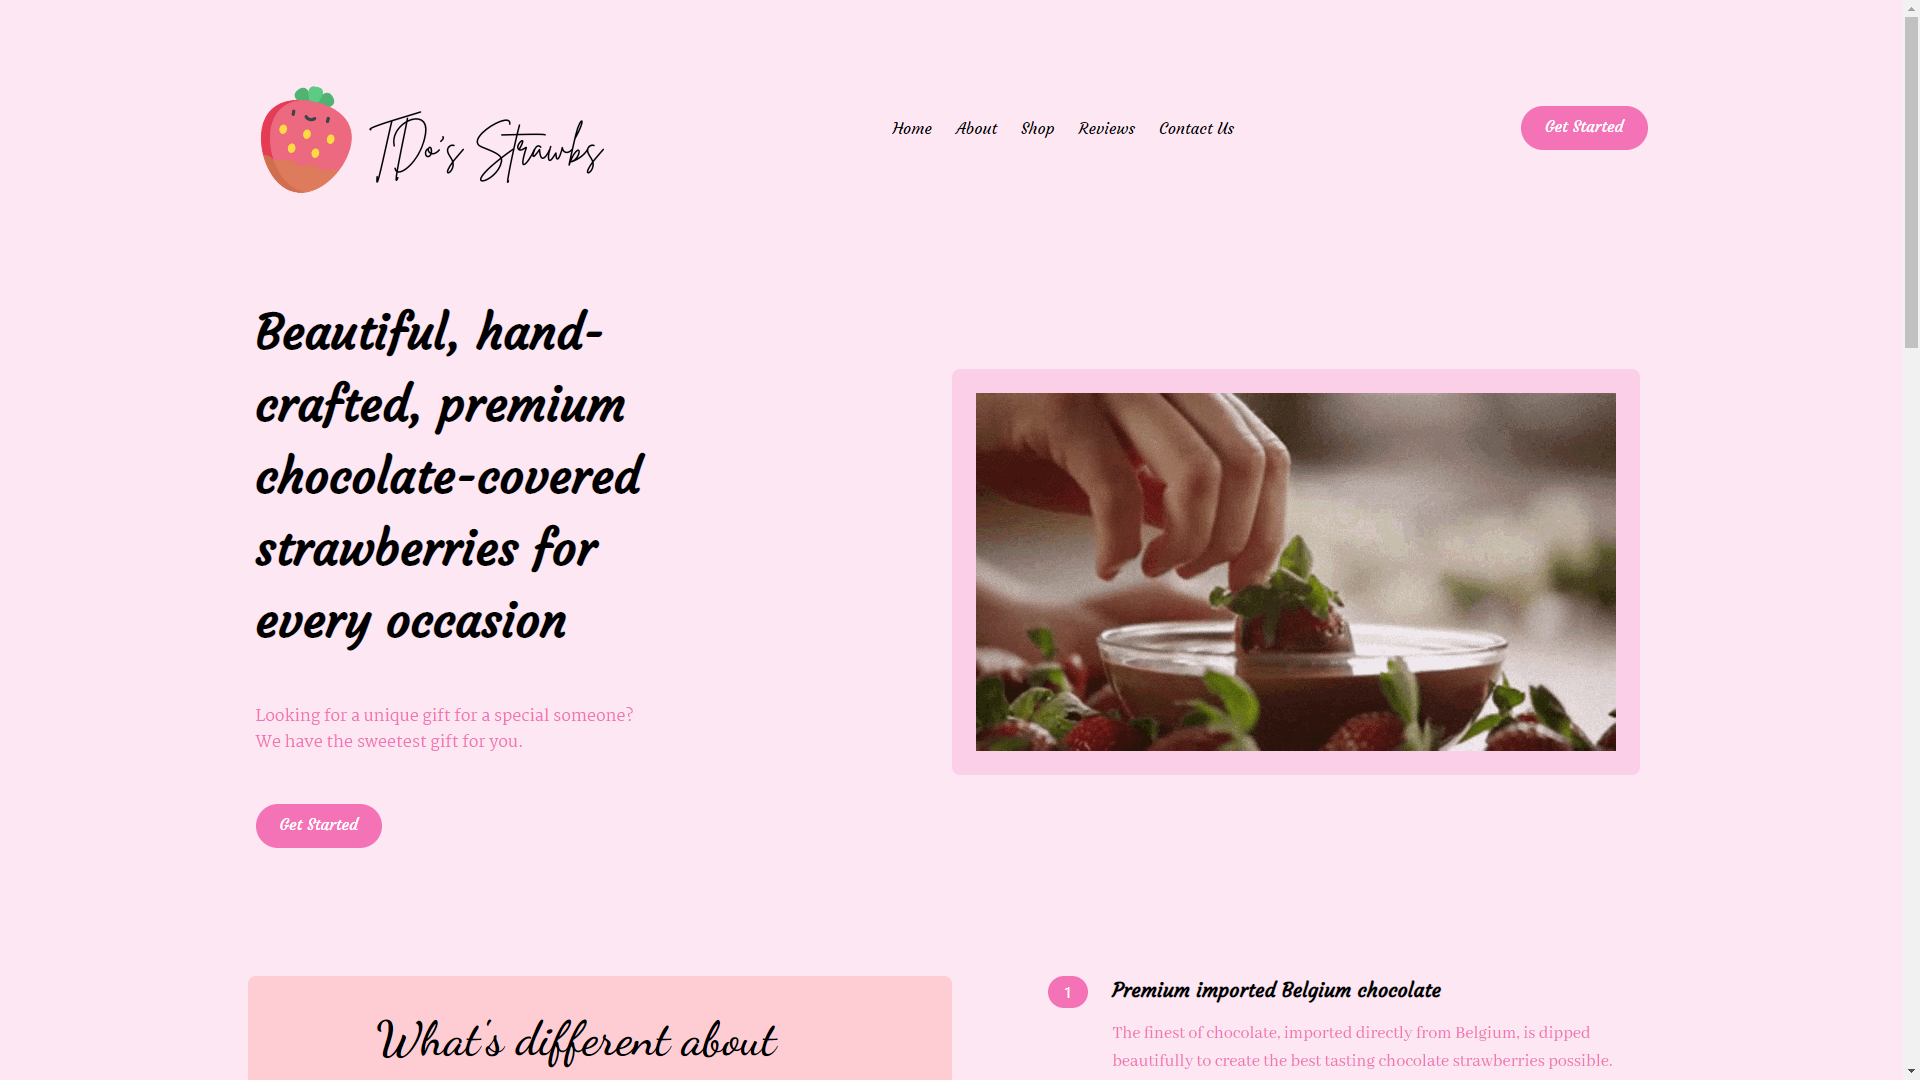 TDo's Strawbs
Home About Shop Reviews Contact Us
Get Started
Beautiful, hand-
crafted, premium
chocolate-covered
strawberries for
every occasion
Looking for a unique gift for a special someone?
We have the sweetest gift for you.
Get Started
What's different about
1
Premium imported Belgium chocolate
The finest of chocolate, imported directly from Belgium, is dipped
beautifully to create the best tasting chocolate strawberries possible.